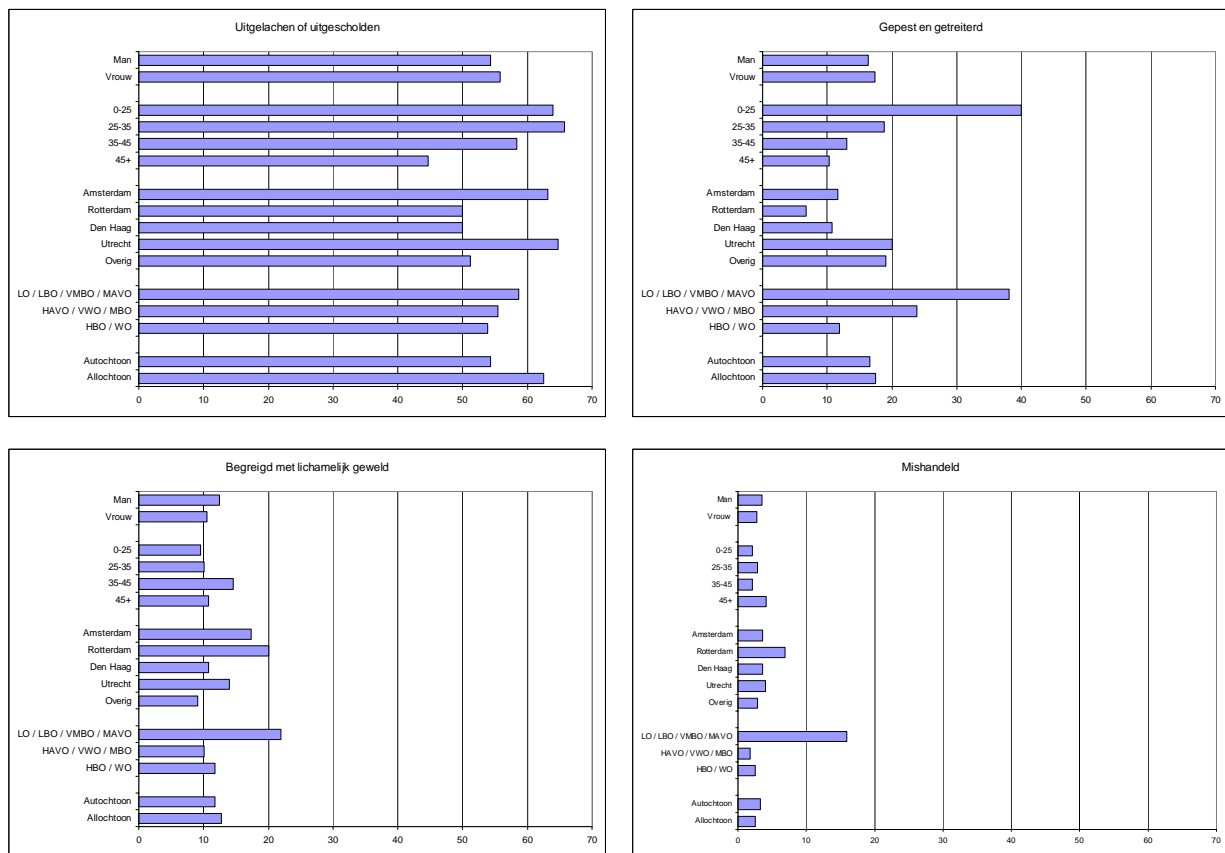 Uitgelachen of uitgescholden
Man
Vrouw
0-25
25-35
35-45
45+
Amsterdam
Rotterdam
Den Haag
Utrecht
Overig
LO / LBO / VMBO / MAVO
HAVO / VWO / MBO
HBO / WO
Autochtoon
Allochtoon
0 10 20 30 40 50 60 70
Gepest en getreiterd
Man
Vrouw
0-25
25-35
35-45
45+
Amsterdam
Rotterdam
Den Haag
Utrecht
Overig
LO / LBO / VMBO / MAVO
HAVO / VWO / MBO
HBO / WO
Autochtoon
Allochtoon
0 10 20 30 40 50 60 70
Begreigd met lichamelijk geweld
Man
Vrouw
0-25
25-35
35-45
45+
Amsterdam
Rotterdam
Den Haag
Utrecht
Overig
LO / LBO / VMBO / MAVO
HAVO / VWO / MBO
HBO / WO
Autochtoon
Allochtoon
0 10 20 30 40 50 60 70
Mishandeld
Man
Vrouw
0-25
25-35
35-45
45+
Amsterdam
Rotterdam
Den Haag
Utrecht
Overig
LO / LBO / VMBO / MAVO
HAVO / VWO / MBO
HBO / WO
Autochtoon
Allochtoon
0 10 20 30 40 50 60 70